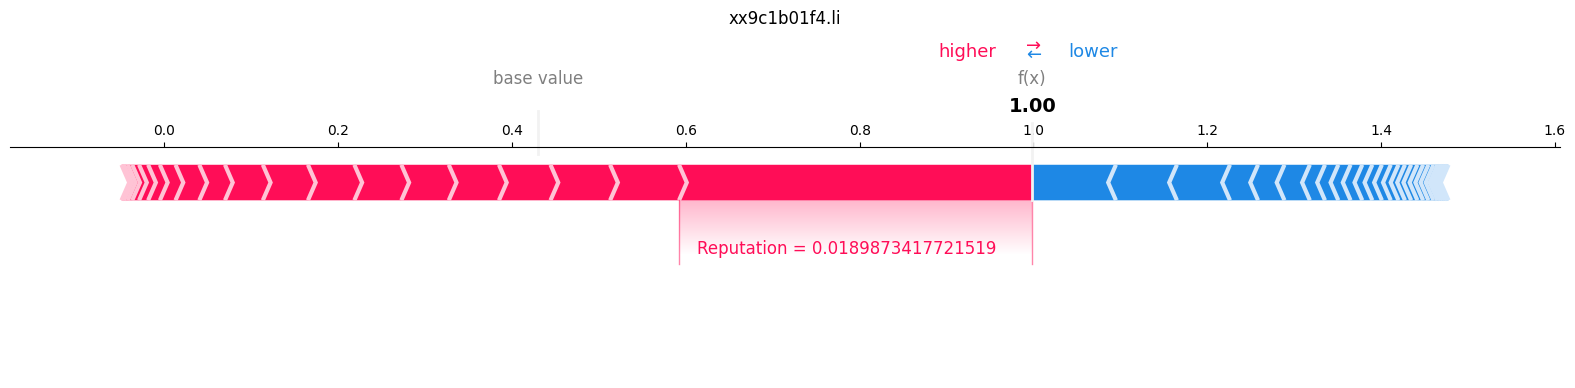 xx9c1b01f4.li
higher ⇄ lower
base value f(x)
1.00
0.0 0.2 0.4 0.6 0.8 1.0 1.2 1.4 1.6
Reputation = 0.0189873417721519